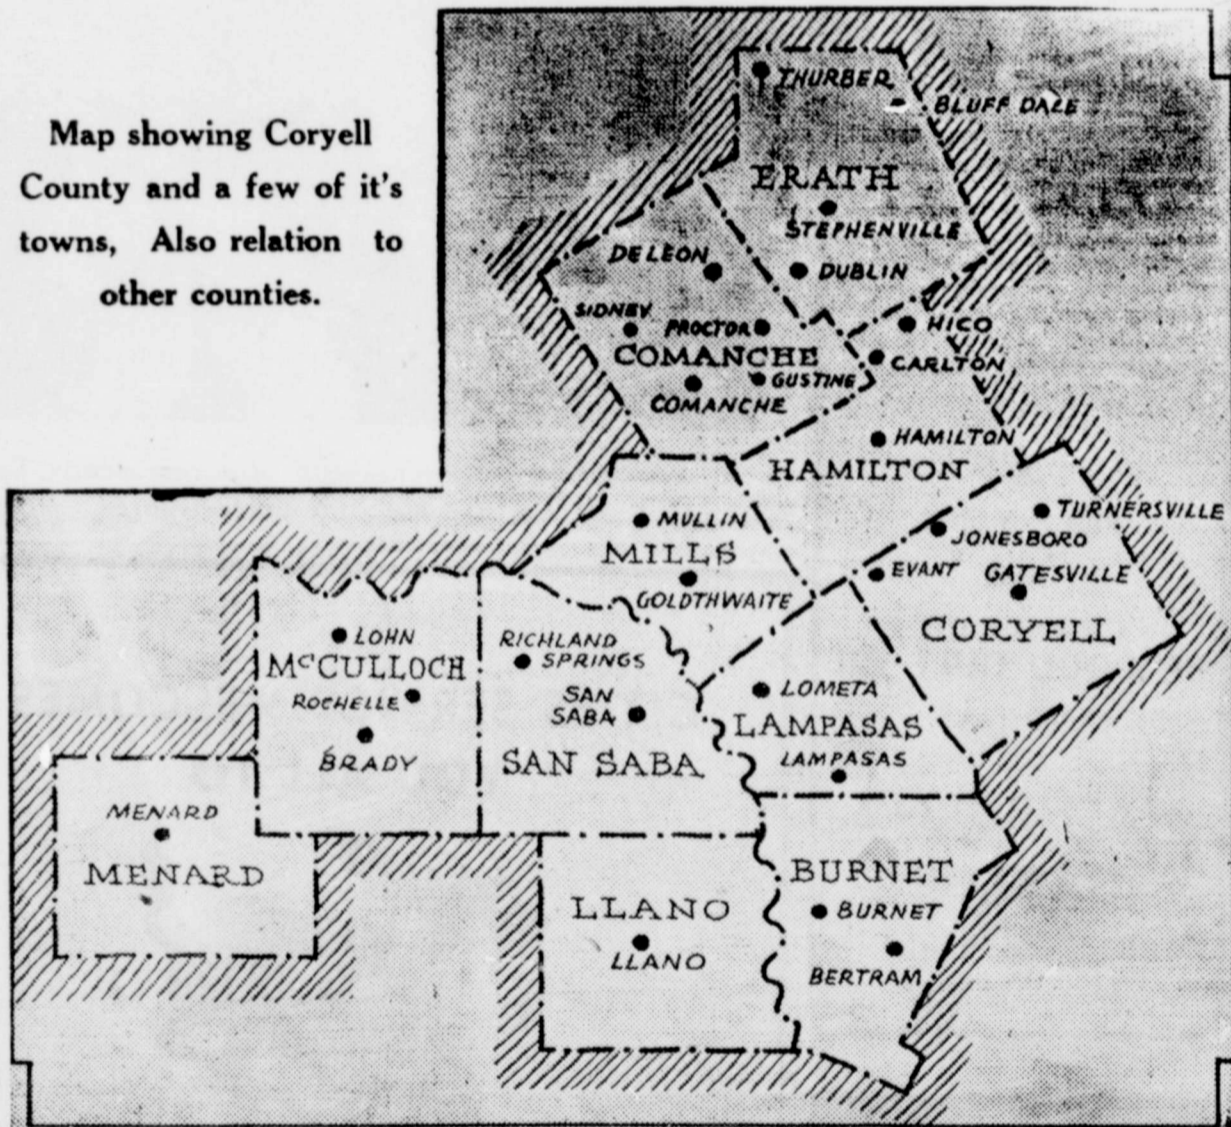 Map showing Coryell
County and a few of it's
towns, Also relation to
other counties.
THURBER
BLUFF DALE
ERATH
STEPHENVILLE
DE LEON
DUBLIN
SIDNEY
PROCTOR
HICO
COMANCHE
CARLTON
GUSTINE
COMANCHE
HAMILTON
HAMILTON
TURNERSVILLE
MULLIN
JONESBORO
MILLS
EVANT
GATESVILLE
GOLDTHWAITE
CORYELL
LOHN
RICHLAND
SPRINGS
McCULLOCH
ROCHELLE
SAN
SABA
LOMETA
LAMPASAS
BRADY
SAN SABA
LAMPASAS
MENARD
MENARD
BURNET
LLANO
BURNET
LLANO
BERTRAM